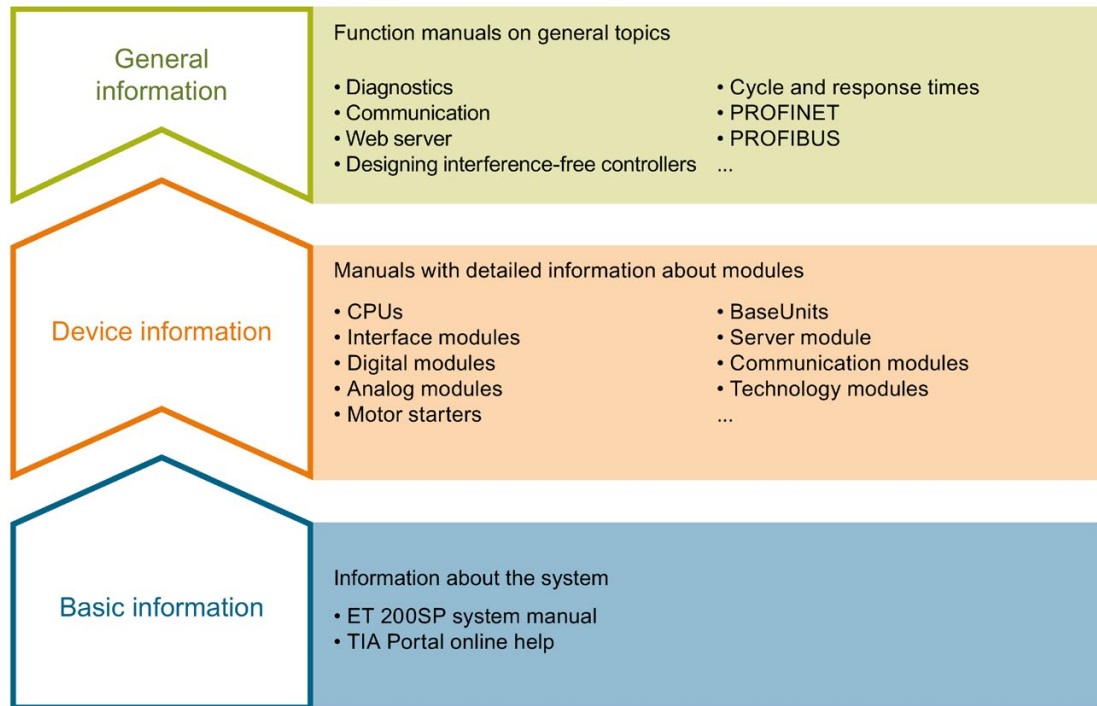 General
information
Function manuals on general topics
• Diagnostics
• Communication
• Web server
• Designing interference-free controllers
• Cycle and response times
• PROFINET
• PROFIBUS
...
Device information
Manuals with detailed information about modules
• CPUs
• Interface modules
• Digital modules
• Analog modules
• Motor starters
• BaseUnits
• Server module
• Communication modules
• Technology modules
...
Basic information
Information about the system
• ET 200SP system manual
• TIA Portal online help